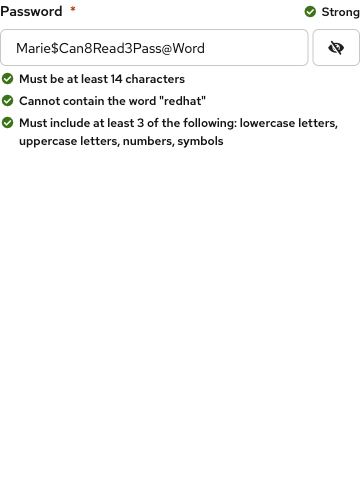 Password * Strong
Marie$Can8Read3Pass@Word
Must be at least 14 characters
Cannot contain the word "redhat"
Must include at least 3 of the following: lowercase letters,
uppercase letters, numbers, symbols